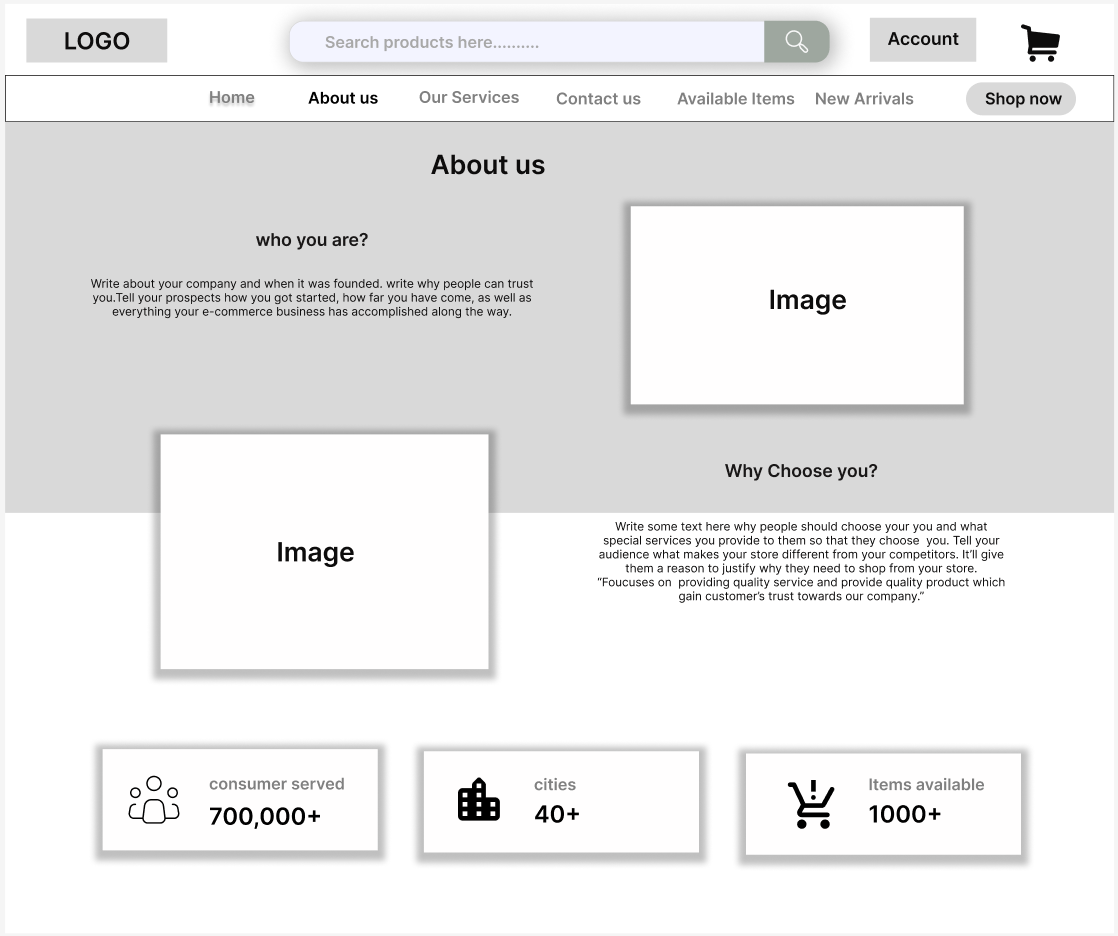 LOGO
Search products here..........
Account
Home
About us
Our Services
Contact us
Available Items
New Arrivals
Shop now
About us
who you are?
Write about your company and when it was founded. write why people can trust
you.Tell your prospects how you got started, how far you have come, as well as
everything your e-commerce business has accomplished along the way.
Image
Image
Why Choose you?
Write some text here why people should choose your you and what
special services you provide to them so that they choose  you. Tell your
audience what makes your store different from your competitors. It’ll give
them a reason to justify why they need to shop from your store.
“Foucuses on  providing quality service and provide quality product which
gain customer’s trust towards our company.”
consumer served
700,000+
cities
40+
Items available
1000+